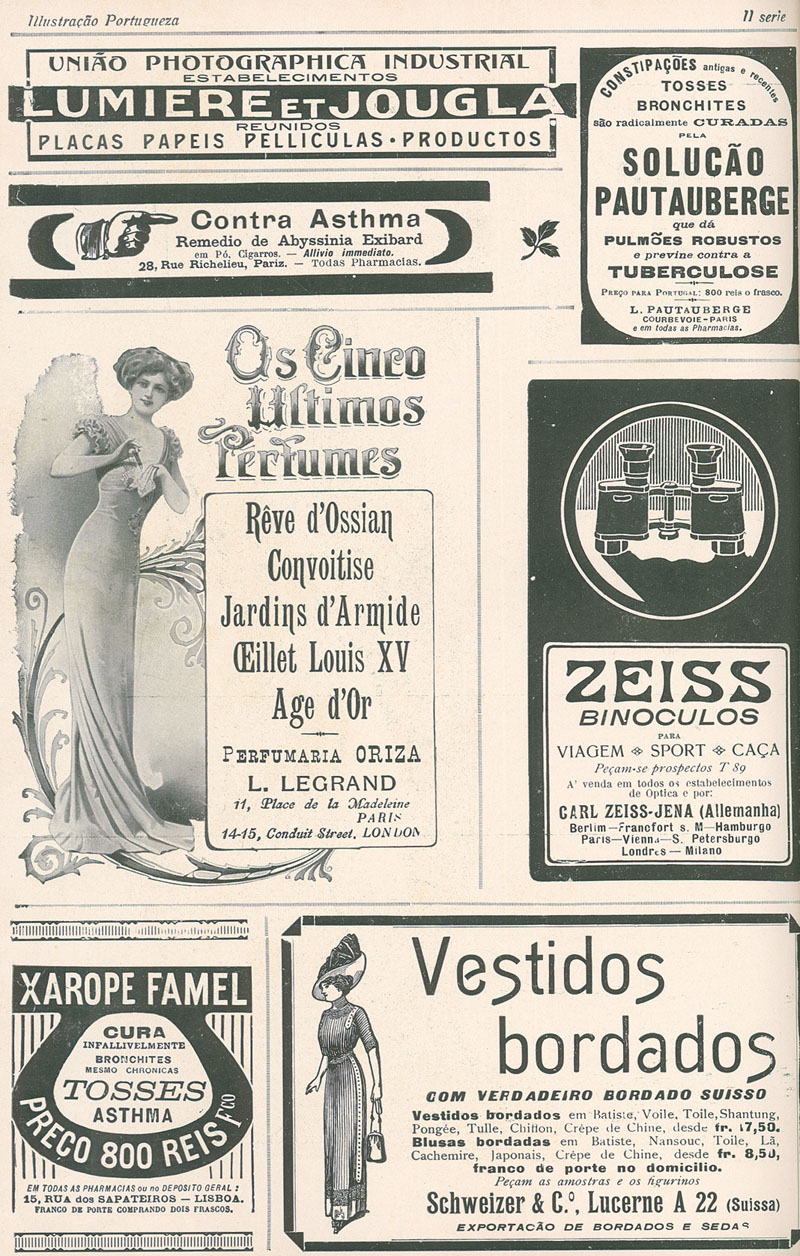 Illustração Portugueza
II serie
UNIÃO PHOTOGRAPHICA INDUSTRIAL
ESTABELECIMENTOS
LUMIERE ET JOUGLA
REUNIDOS
PLACAS PAPEIS PELLICULAS • PRODUCTOS
CONSTIPAÇÕES antigas e recentes
TOSSES
BRONCHITES
são radicalmente CURADAS
PELA
SOLUCÃO
PAUTAUBERGE
que dá
PULMÕES ROBUSTOS
e previne contra a
TUBERCULOSE
PREÇO PARA PORTUGAL: 800 reis o frasco.
L. PAUTAUBERGE
COURBEVOIE-PARIS
e em todas as Pharmacias.
Contra Asthma
Remedio de Abyssinia Exibard
em Pó, Cigarros. — Allivio immediato.
28, Rue Richelieu, Pariz. — Todas Pharmacias.
Os Cinco
Ultimos
Perfumes
Rêve d'Ossian
Convoitise
Jardins d'Armide
Œillet Louis XV
Age d'Or
PERFUMARIA ORIZA
L. LEGRAND
11, Place de la Madeleine
PARIS
14-15, Conduit Street, LONDON
ZEISS
BINOCULOS
PARA
VIAGEM SPORT CAÇA
Peçam-se prospectos T 89
A' venda em todos os estabelecimentos
de Optica e por:
CARL ZEISS-JENA (Allemanha)
Berlim—Francfort s. M—Hamburgo
Paris—Vienna—S. Petersburgo
Londres — Milano
XAROPE FAMEL
CURA
INFALLIVELMENTE
BRONCHITES
MESMO CHRONICAS
TOSSES
ASTHMA
PREÇO 800 REIS Fco
EM TODAS AS PHARMACIAS ou no DEPOSITO GERAL :
15, RUA dos SAPATEIROS — LISBOA.
FRANCO DE PORTE COMPRANDO DOIS FRASCOS.
Vestidos
bordados
COM VERDADEIRO BORDADO SUISSO
Vestidos bordados em Batiste, Voile, Toile, Shantung,
Pongée, Tulle, Chiffon, Crêpe de Chine, desde fr. 17,50.
Blusas bordadas em Batiste, Nansouc, Toile, Lã,
Cachemire, Japonais, Crêpe de Chine, desde fr. 8,50,
franco de porte no domicilio.
Peçam as amostras e os figurinos
Schweizer & C.º, Lucerne A 22 (Suissa)
EXPORTACÃO DE BORDADOS E SEDAS